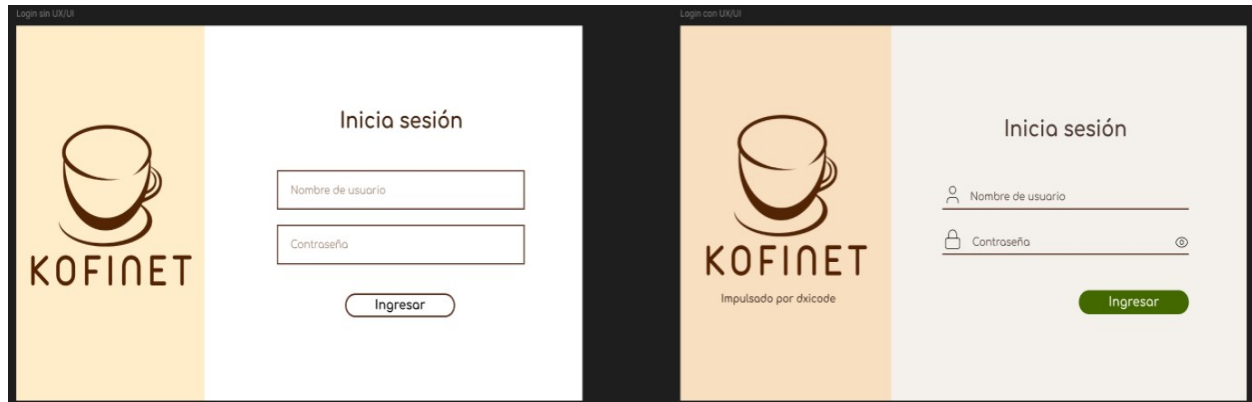 Login sin UX/UI
Inicia sesión
Nombre de usuario
Contraseña
KOFINET
Ingresar
Login con UX/UI
Inicia sesión
Nombre de usuario
Contraseña
KOFINET
Impulsado por dxicode
Ingresar